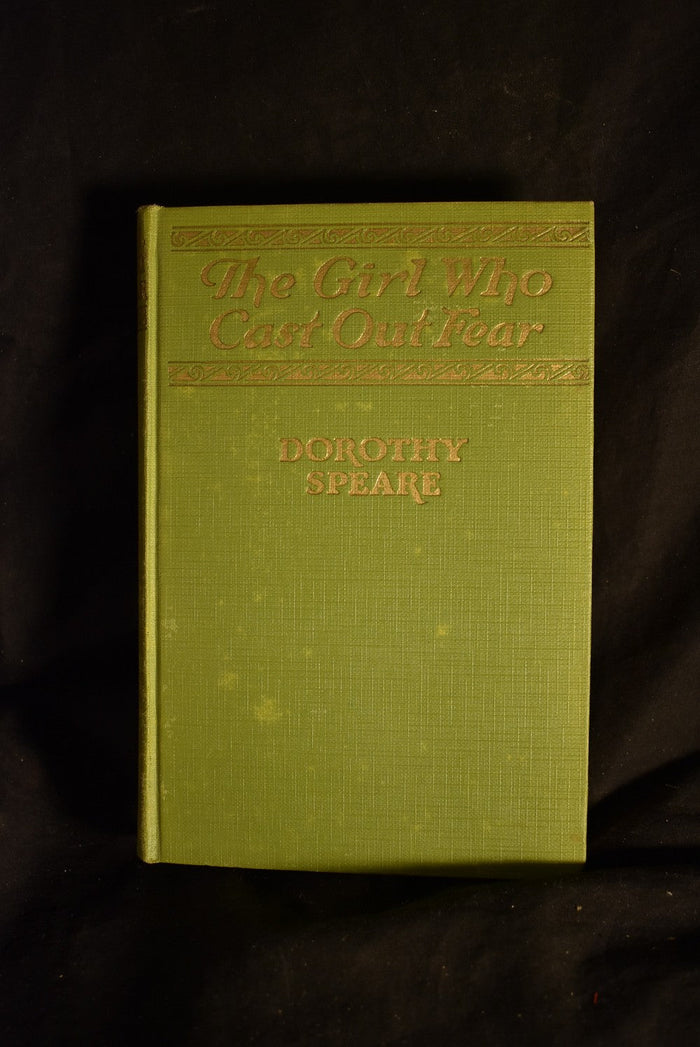 The Girl Who
Cast Out Fear
DOROTHY
SPEARE